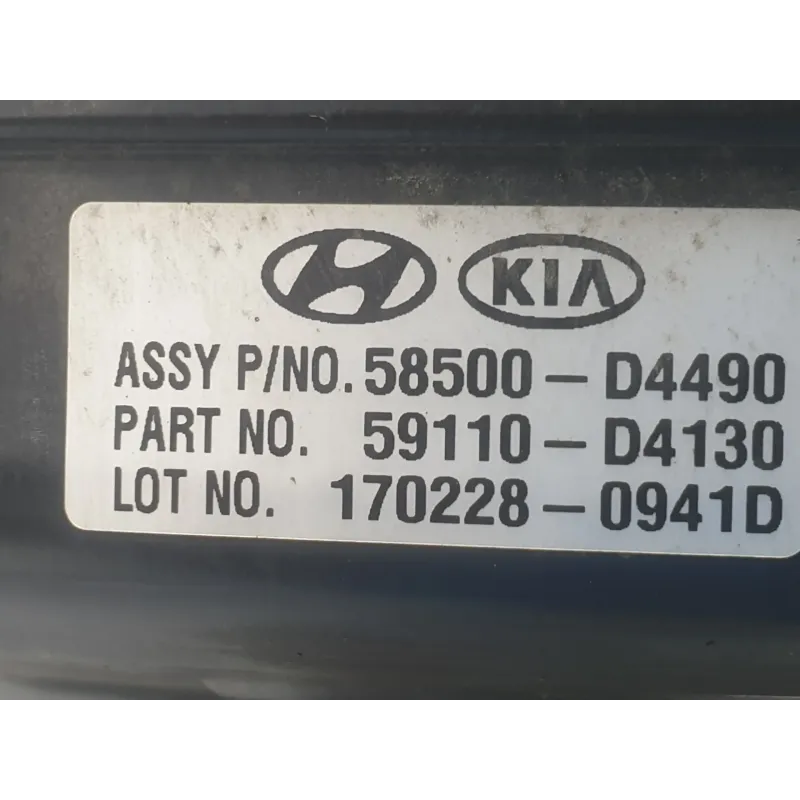 KIA
ASSY P/NO. 58500-D4490
PART NO. 59110-D4130
LOT NO. 170228-0941D